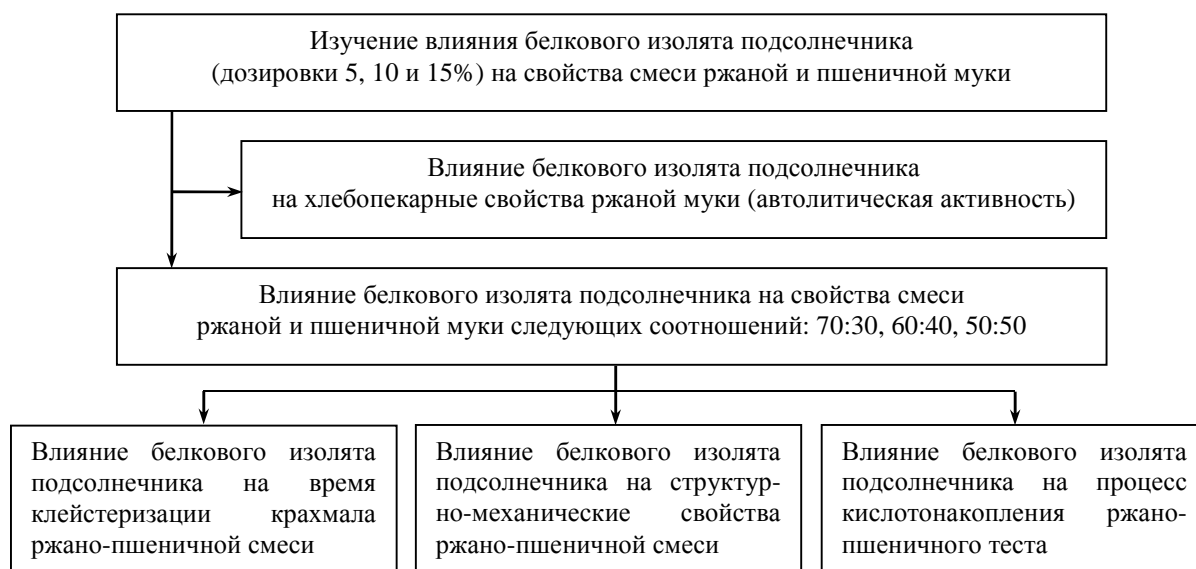 Изучение влияния белкового изолята подсолнечника
(дозировки 5, 10 и 15%) на свойства смеси ржаной и пшеничной муки
Влияние белкового изолята подсолнечника
на хлебопекарные свойства ржаной муки (автолитическая активность)
Влияние белкового изолята подсолнечника на свойства смеси
ржаной и пшеничной муки следующих соотношений: 70:30, 60:40, 50:50
Влияние белкового изолята
подсолнечника на время
клейстеризации крахмала
ржано-пшеничной смеси
Влияние белкового изолята
подсолнечника на структур-
но-механические свойства
ржано-пшеничной смеси
Влияние белкового изолята
подсолнечника на процесс
кислотонакопления ржано-
пшеничного теста